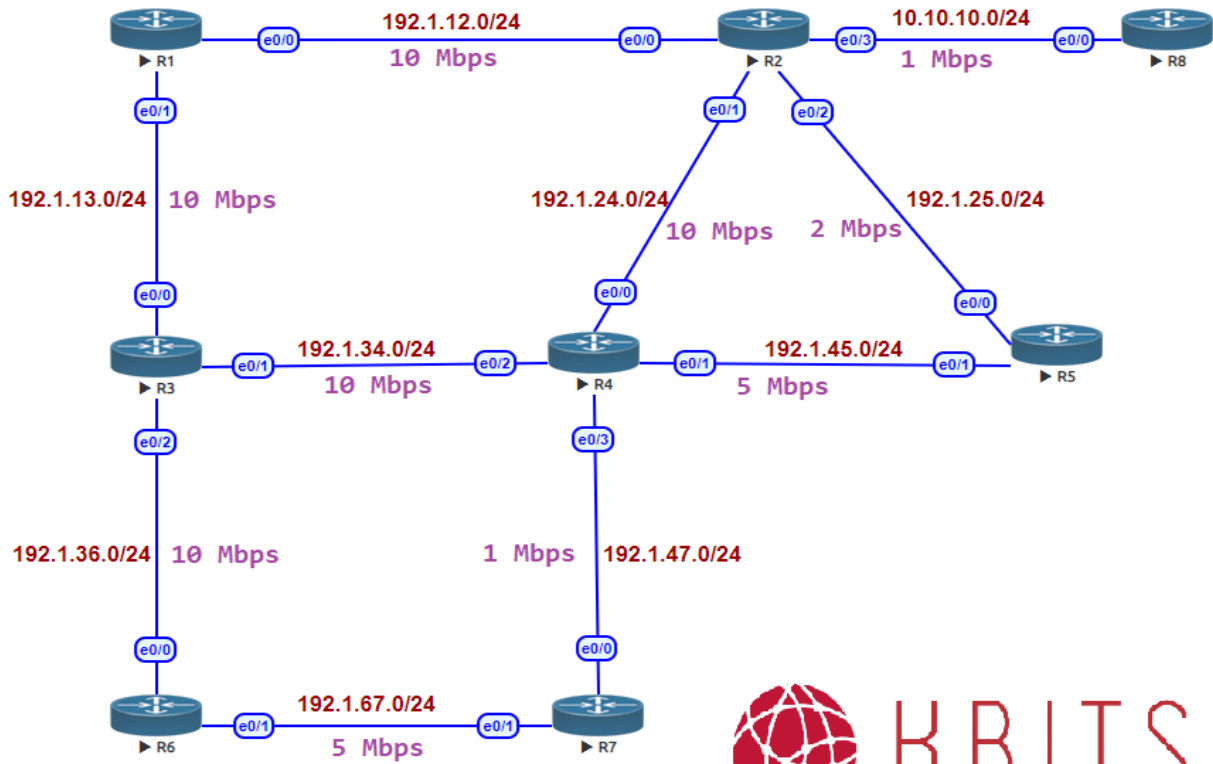 192.1.12.0/24
10.10.10.0/24
e0/0
e0/0
e0/3
e0/0
10 Mbps
1 Mbps
R1
R2
R8
e0/1
e0/1
e0/2
192.1.13.0/24
10 Mbps
192.1.24.0/24
192.1.25.0/24
10 Mbps
2 Mbps
e0/0
e0/0
e0/0
192.1.34.0/24
192.1.45.0/24
e0/1
e0/2
e0/1
e0/1
R3
10 Mbps
R4
5 Mbps
R5
e0/2
e0/3
192.1.36.0/24
10 Mbps
1 Mbps
192.1.47.0/24
e0/0
e0/0
192.1.67.0/24
e0/1
e0/1
R6
5 Mbps
R7
KBITS